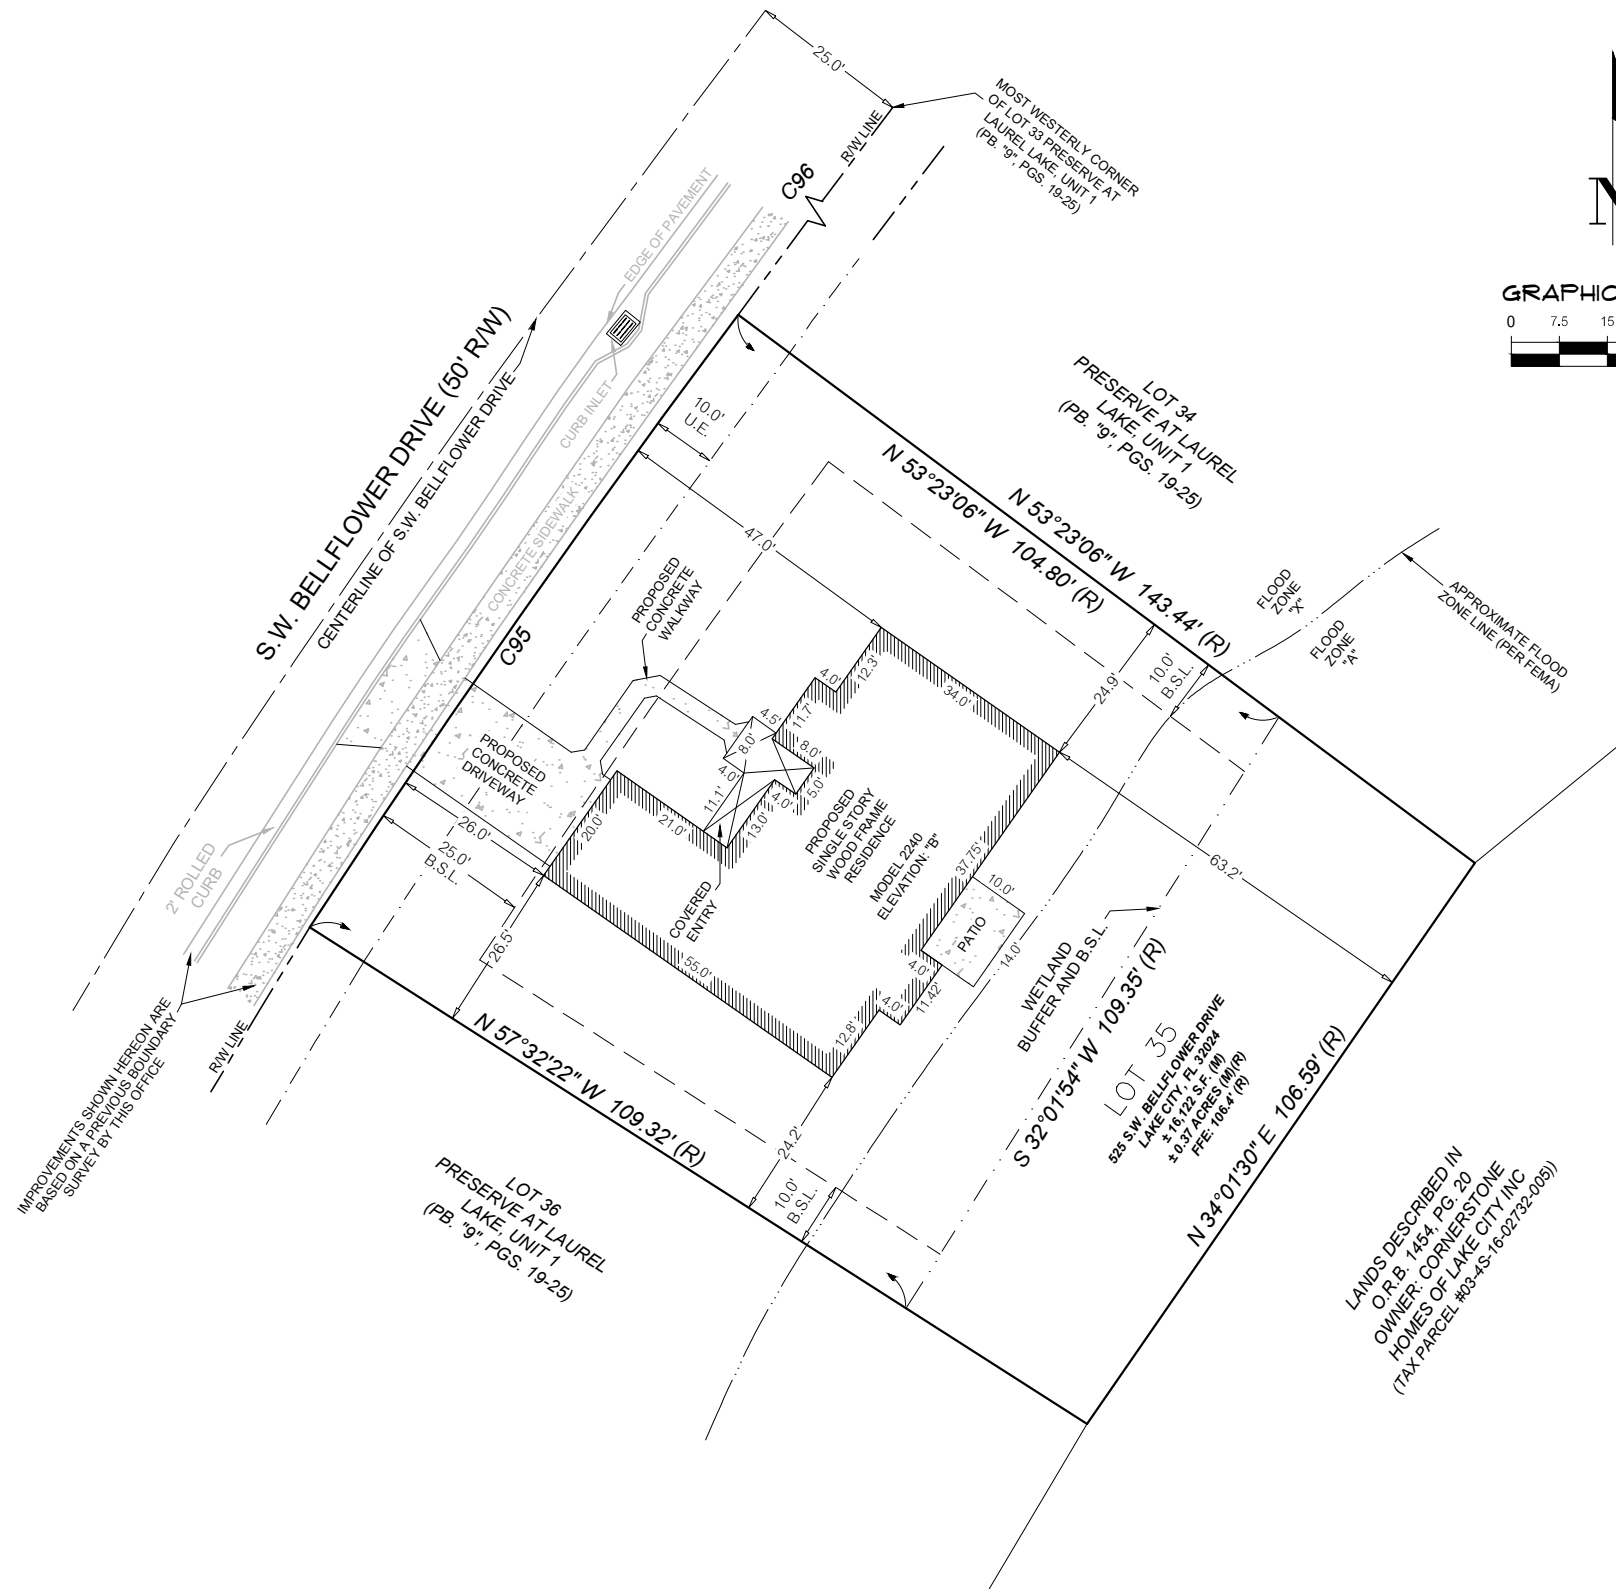 25.0'
MOST WESTERLY CORNER
OF LOT 33 PRESERVE AT
LAUREL LAKE, UNIT 1
(PB. "9", PGS. 19-25)
R/W LINE
C96
EDGE OF PAVEMENT
N
GRAPHIC
0 7.5 15
S.W. BELLFLOWER DRIVE (50' R/W)
CENTERLINE OF S.W. BELLFLOWER DRIVE
CURB INLET
CONCRETE SIDEWALK
10.0'
U.E.
LOT 34
PRESERVE AT LAUREL
LAKE, UNIT 1
(PB. "9", PGS. 19-25)
N 53°23'06" W 143.44' (R)
N 53°23'06" W 104.80' (R)
47.0'
PROPOSED
CONCRETE
WALKWAY
C95
FLOOD
ZONE
"X"
FLOOD
ZONE
"A"
APPROXIMATE FLOOD
ZONE LINE (PER FEMA)
4.0'
12.3'
34.0'
24.9'
10.0'
B.S.L.
4.5'
11.7'
8.0'
8.0'
4.0'
5.0'
4.0'
11.1'
13.0'
PROPOSED
CONCRETE
DRIVEWAY
20.0'
21.0'
26.0'
25.0'
B.S.L.
2' ROLLED
CURB
PROPOSED
SINGLE STORY
WOOD FRAME
RESIDENCE
MODEL 2240
ELEVATION: "B"
37.75'
63.2'
COVERED
ENTRY
10.0'
PATIO
14.0'
26.5'
55.0'
4.0'
4.0'
11.42'
12.8'
WETLAND
BUFFER AND B.S.L.
S 32°01'54" W 109.35' (R)
LOT 35
525 S.W. BELLFLOWER DRIVE
LAKE CITY, FL 32024
± 16,122 S.F. (M)
± 0.37 ACRES (M)(R)
FFE: 106.4' (R)
N 34°01'30" E 106.59' (R)
IMPROVEMENTS SHOWN HEREON ARE
BASED ON A PREVIOUS BOUNDARY
SURVEY BY THIS OFFICE
R/W LINE
N 57°32'22" W 109.32' (R)
24.2'
10.0'
B.S.L.
LOT 36
PRESERVE AT LAUREL
LAKE, UNIT 1
(PB. "9", PGS. 19-25)
LANDS DESCRIBED IN
O.R.B. 1454, PG. 20
OWNER: CORNERSTONE
HOMES OF LAKE CITY INC
(TAX PARCEL #03-4S-16-02732-005))